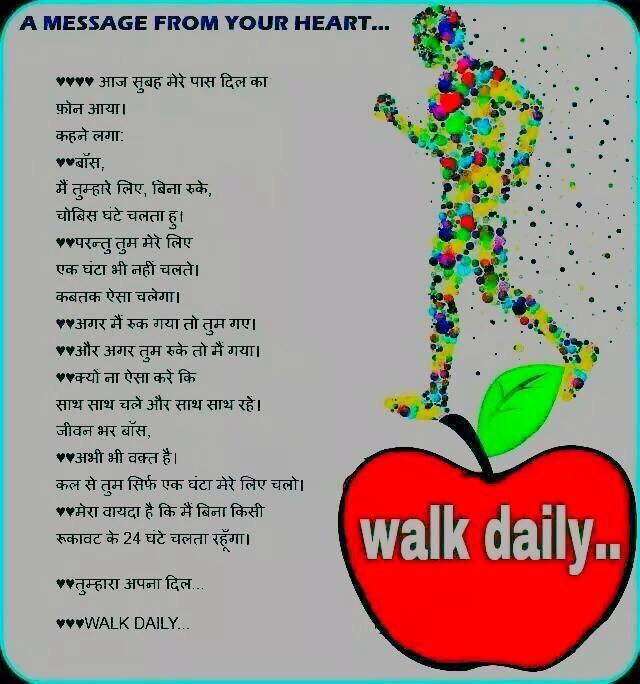 A MESSAGE FROM YOUR HEART...
♥♥♥♥ आज सुबह मेरे पास दिल का
फ़ोन आया।
कहने लगा:
♥♥बॉस,
मैं तुम्हारे लिए, बिना रुके,
चोबिस घंटे चलता हु।
♥♥परन्तु तुम मेरे लिए
एक घंटा भी नहीं चलते।
कबतक ऐसा चलेगा।
♥♥अगर मैं रुक गया तो तुम गए।
♥♥और अगर तुम रुके तो मैं गया।
♥♥क्यों ना ऐसा करे कि
साथ साथ चले और साथ साथ रहे।
जीवन भर बॉस,
♥♥अभी भी वक़्त है।
कल से तुम सिर्फ एक घंटा मेरे लिए चलो।
♥♥मेरा वायदा है कि मैं बिना किसी
रूकावट के 24 घंटे चलता रहूँगा।
♥♥तुम्हारा अपना दिल...
♥♥♥WALK DAILY...
walk daily..